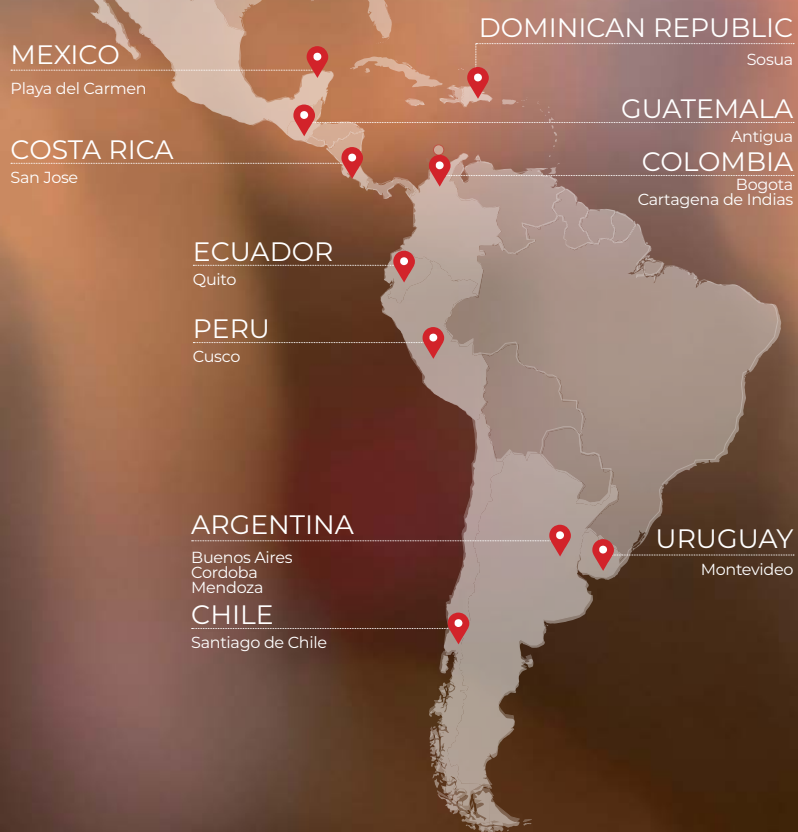 MEXICO
Playa del Carmen
DOMINICAN REPUBLIC
Sosua
GUATEMALA
Antigua
COSTA RICA
San Jose
COLOMBIA
Bogota
Cartagena de Indias
ECUADOR
Quito
PERU
Cusco
ARGENTINA
Buenos Aires
Cordoba
Mendoza
URUGUAY
Montevideo
CHILE
Santiago de Chile